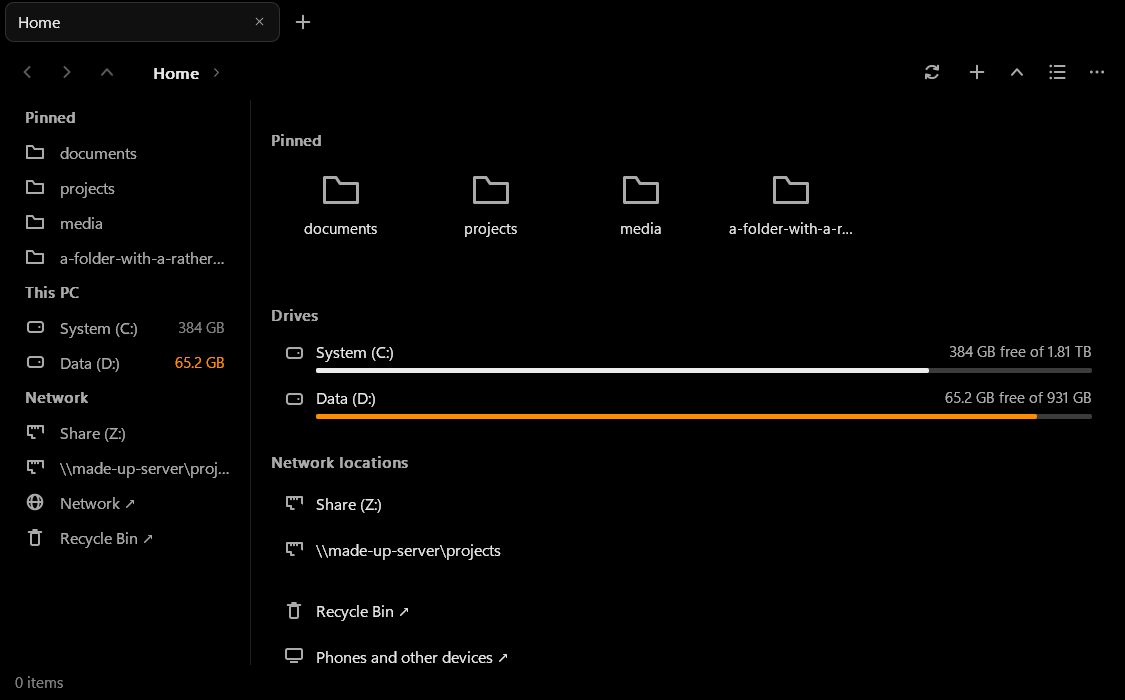 Home
Home
Pinned
documents
projects
media
a-folder-with-a-rather...
This PC
System (C:) 384 GB
Data (D:) 65.2 GB
Network
Share (Z:)
\\made-up-server\proj...
Network ↗
Recycle Bin ↗
Pinned
documents projects media a-folder-with-a-r...
Drives
System (C:) 384 GB free of 1.81 TB
Data (D:) 65.2 GB free of 931 GB
Network locations
Share (Z:)
\\made-up-server\projects
Recycle Bin ↗
Phones and other devices ↗
0 items